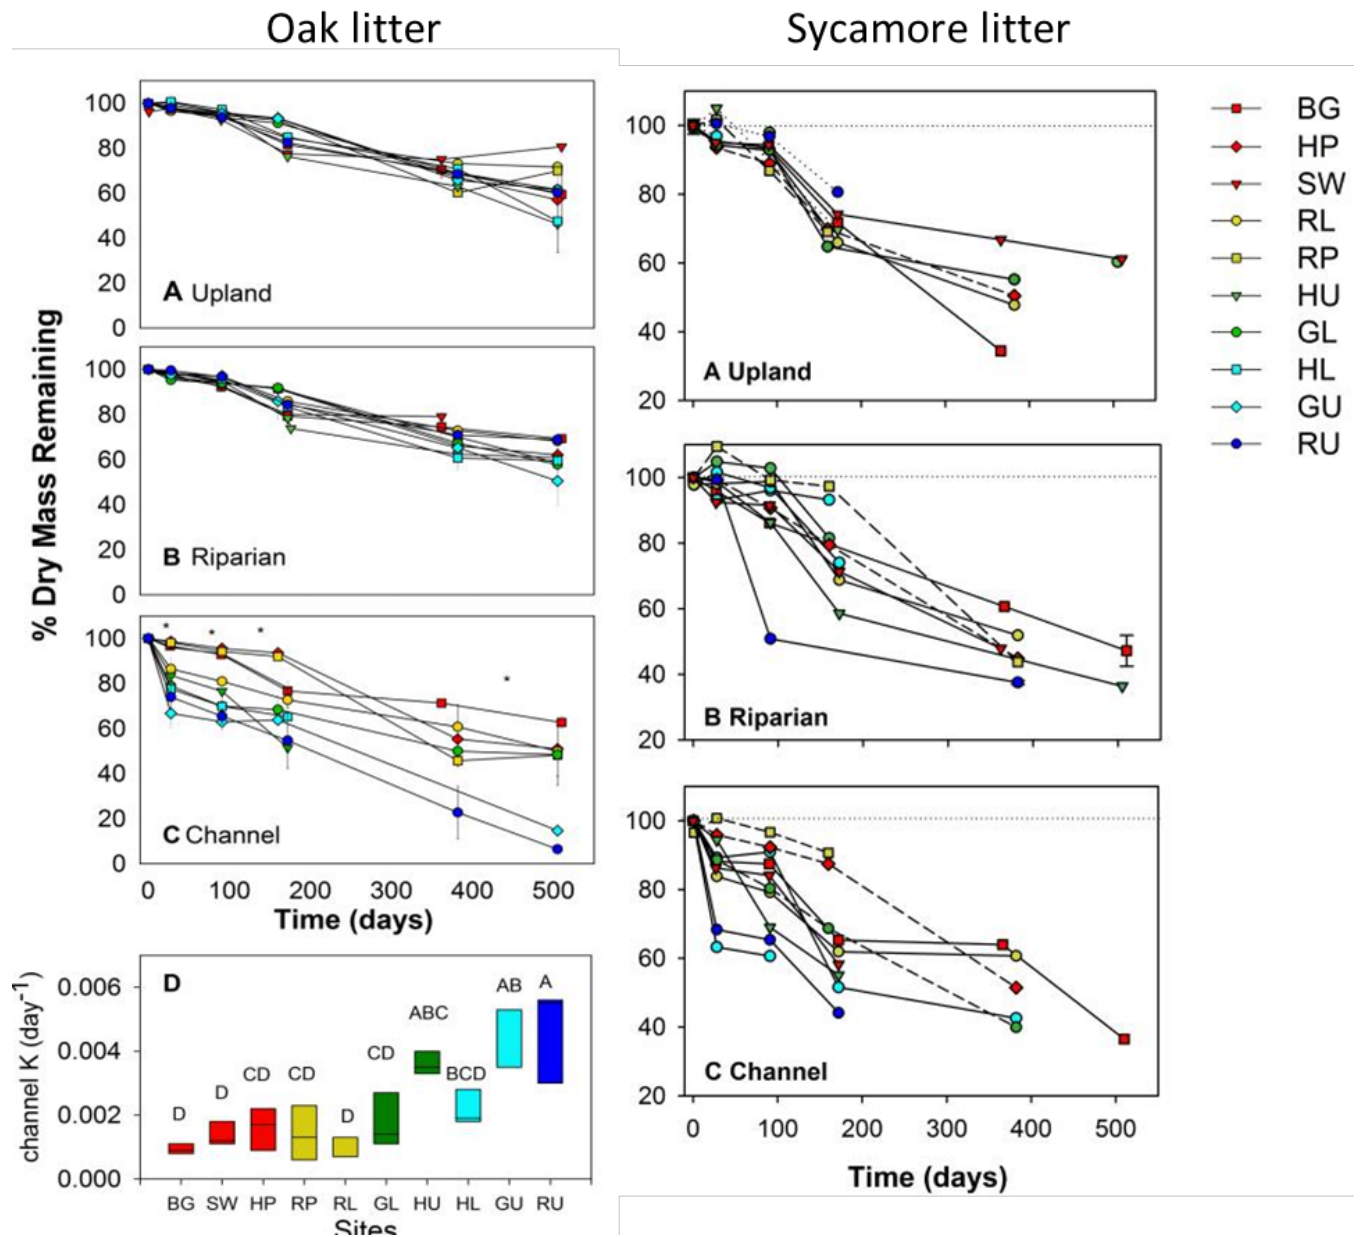 Oak litter
Sycamore litter
% Dry Mass Remaining
100
80
60
40
20
0
A Upland
100
80
60
40
20
0
B Riparian
100
80
60
40
20
0
* * * *
C Channel
0 100 200 300 400 500
Time (days)
channel K (day-1)
0.006
0.004
0.002
0.000
D
D D CD CD D CD ABC BCD AB A
BG SW HP RP RL GL HU HL GU RU
Sites
100
80
60
40
20
A Upland
100
80
60
40
20
B Riparian
100
80
60
40
20
C Channel
0 100 200 300 400 500
Time (days)
BG
HP
SW
RL
RP
HU
GL
HL
GU
RU